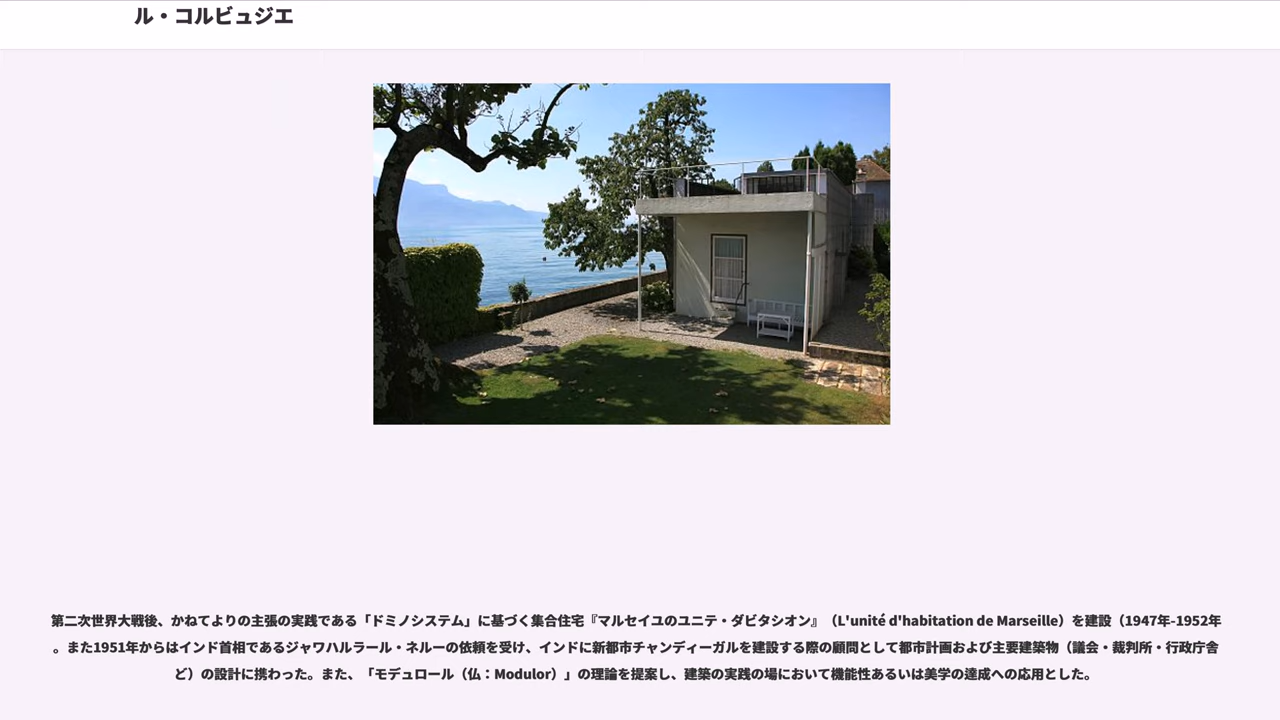 ル・コルビュジエ
第二次世界大戦後、かねてよりの主張の実践である「ドミノシステム」に基づく集合住宅『マルセイユのユニテ・ダビタシオン』（L'unité d'habitation de Marseille）を建設（1947年-1952年
。また1951年からはインド首相であるジャワハルラール・ネルーの依頼を受け、インドに新都市チャンディーガルを建設する際の顧問として都市計画および主要建築物（議会・裁判所・行政庁舎
ど）の設計に携わった。また、「モデュロール（仏：Modulor）」の理論を提案し、建築の実践の場において機能性あるいは美学の達成への応用とした。